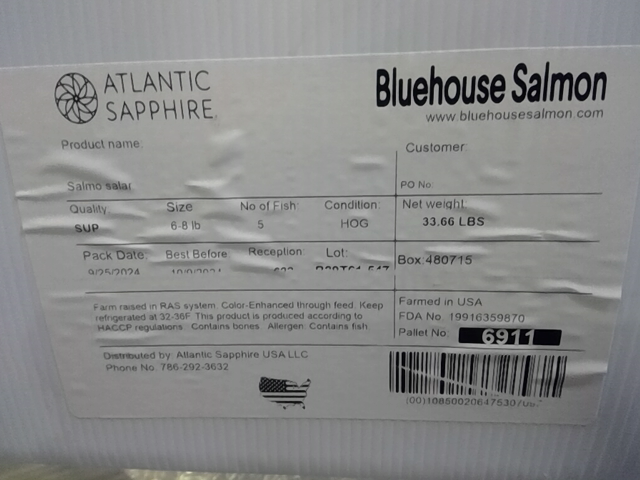 ATLANTIC
SAPPHIRE
Bluehouse Salmon
www.bluehousesalmon.com
Product name:
Customer:
Salmo salar
PO No:
Quality:
Size
No of Fish:
Condition:
Net weight:
SUP
6-8 lb
5
HOG
33.66 LBS
Pack Date:
Best Before
Reception:
Lot:
Box:480715
9/25/2024
Farm raised in RAS system. Color-Enhanced through feed. Keep
refrigerated at 32-36F. This product is produced according to
HACCP regulations. Contains bones. Allergen: Contains fish
Farmed in USA
FDA No: 19916359870
Pallet No: 6911
Distributed by: Atlantic Sapphire USA LLC
Phone No. 786-292-3632